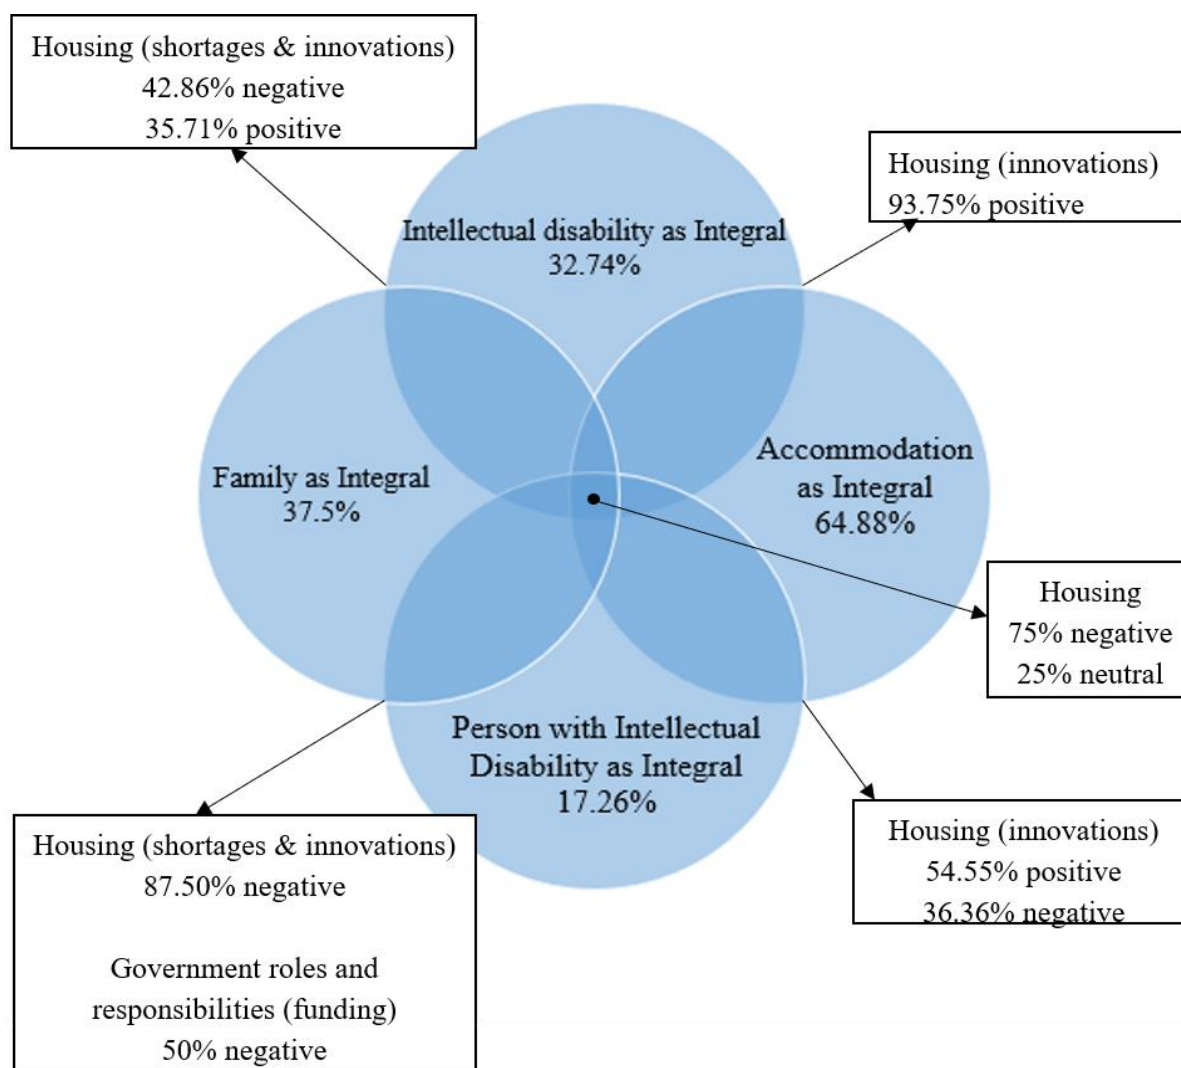 Housing (shortages & innovations)
42.86% negative
35.71% positive
Housing (innovations)
93.75% positive
Intellectual disability as Integral
32.74%
Family as Integral
37.5%
Accommodation
as Integral
64.88%
Housing
75% negative
25% neutral
Person with Intellectual
Disability as Integral
17.26%
Housing (shortages & innovations)
87.50% negative
Government roles and
responsibilities (funding)
50% negative
Housing (innovations)
54.55% positive
36.36% negative